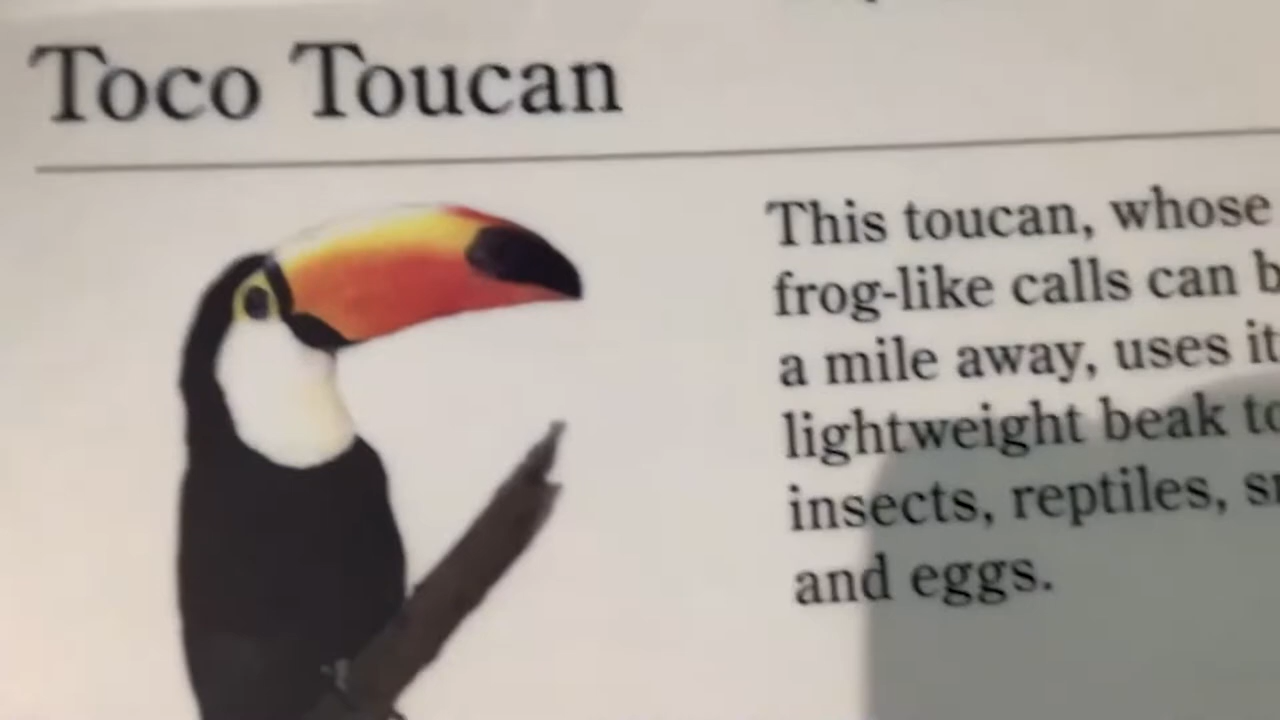 Toco Toucan
This toucan, whose
frog-like calls can
a mile away, uses
lightweight beak
insects, reptiles,
and eggs.